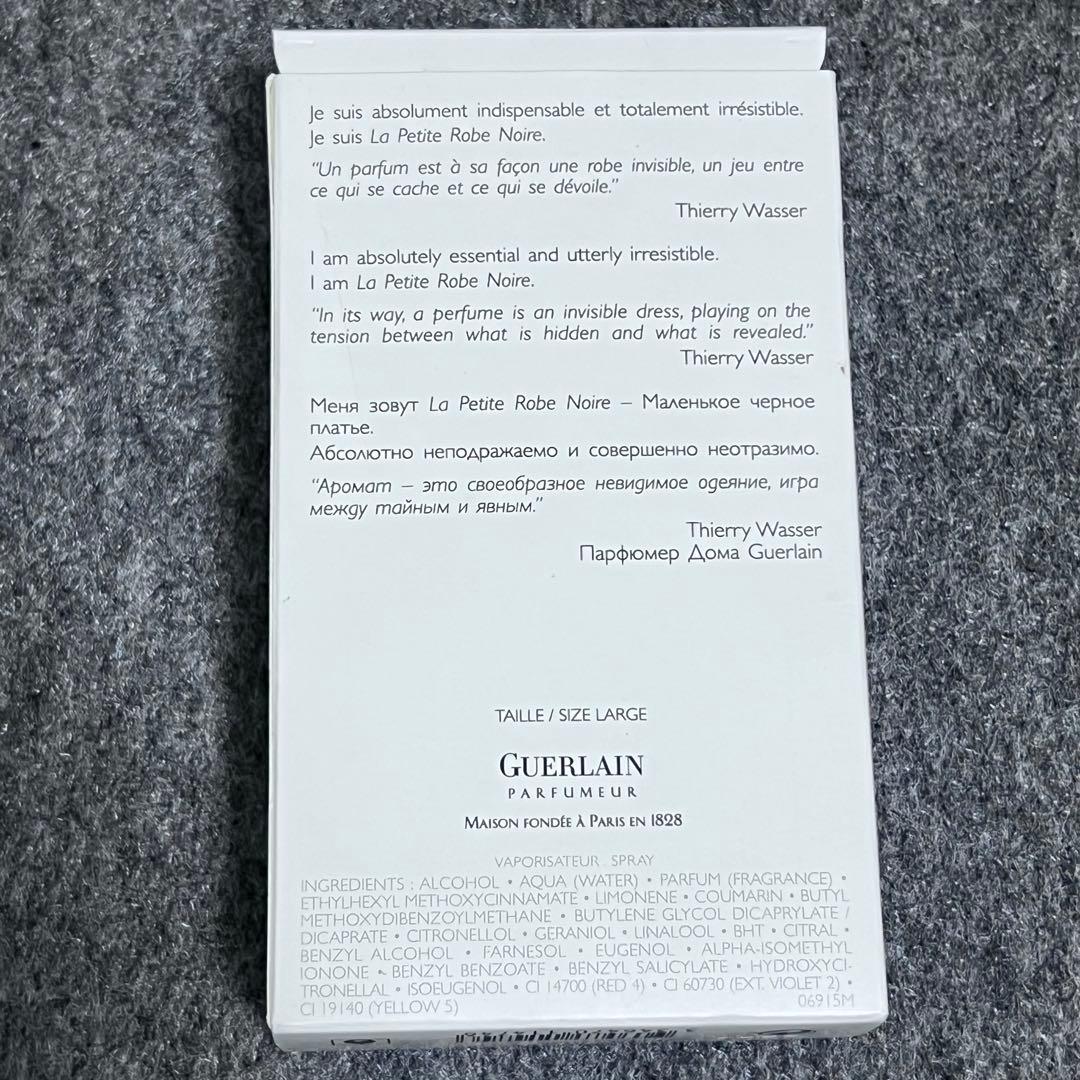 Je suis absolument indispensable et totalement irrésistible.
Je suis La Petite Robe Noire.
“Un parfum est à sa façon une robe invisible, un jeu entre
ce qui se cache et ce qui se dévoile.”
Thierry Wasser
I am absolutely essential and utterly irresistible.
I am La Petite Robe Noire.
“In its way, a perfume is an invisible dress, playing on the
tension between what is hidden and what is revealed.”
Thierry Wasser
Меня зовут La Petite Robe Noire – Маленькое черное
платье.
Абсолютно неподражаемо и совершенно неотразимо.
“Аромат – это своеобразное невидимое одеяние, игра
между тайным и явным.”
Thierry Wasser
Парфюмер Дома Guerlain
TAILLE / SIZE LARGE
GUERLAIN
PARFUMEUR
MAISON FONDÉE À PARIS EN 1828
VAPORISATEUR . SPRAY
INGREDIENTS : ALCOHOL • AQUA (WATER) • PARFUM (FRAGRANCE) •
ETHYLHEXYL METHOXYCINNAMATE • LIMONENE • COUMARIN • BUTYL
METHOXYDIBENZOYLMETHANE • BUTYLENE GLYCOL DICAPRYLATE /
DICAPRATE • CITRONELLOL • GERANIOL • LINALOOL • BHT • CITRAL •
BENZYL ALCOHOL • FARNESOL • EUGENOL • ALPHA-ISOMETHYL
IONONE • BENZYL BENZOATE • BENZYL SALICYLATE • HYDROXYCI-
TRONELLAL • ISOEUGENOL • CI 14700 (RED 4) • CI 60730 (EXT. VIOLET 2) •
CI 19140 (YELLOW 5) 06915M